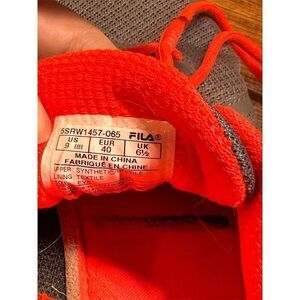 5SRW1457-065 FILA
US EUR UK
9 40 6½
MADE IN CHINA
FABRIQUÉ EN CHINE
UPPER: SYNTHETIC/
LINING: TEXTILE
EVA